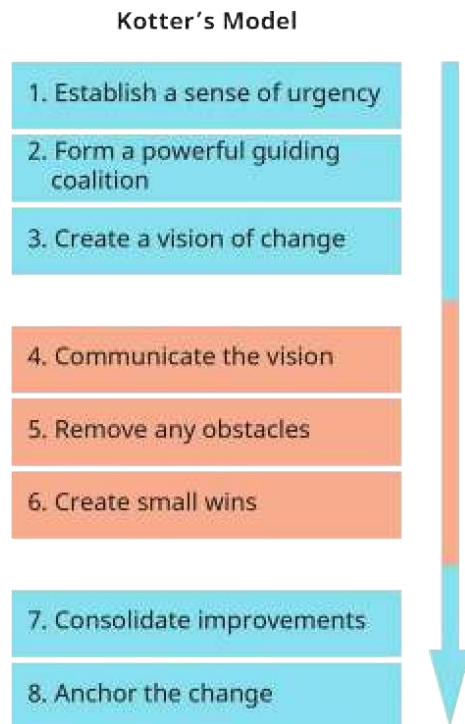 Kotter’s Model
1. Establish a sense of urgency
2. Form a powerful guiding
coalition
3. Create a vision of change
4. Communicate the vision
5. Remove any obstacles
6. Create small wins
7. Consolidate improvements
8. Anchor the change